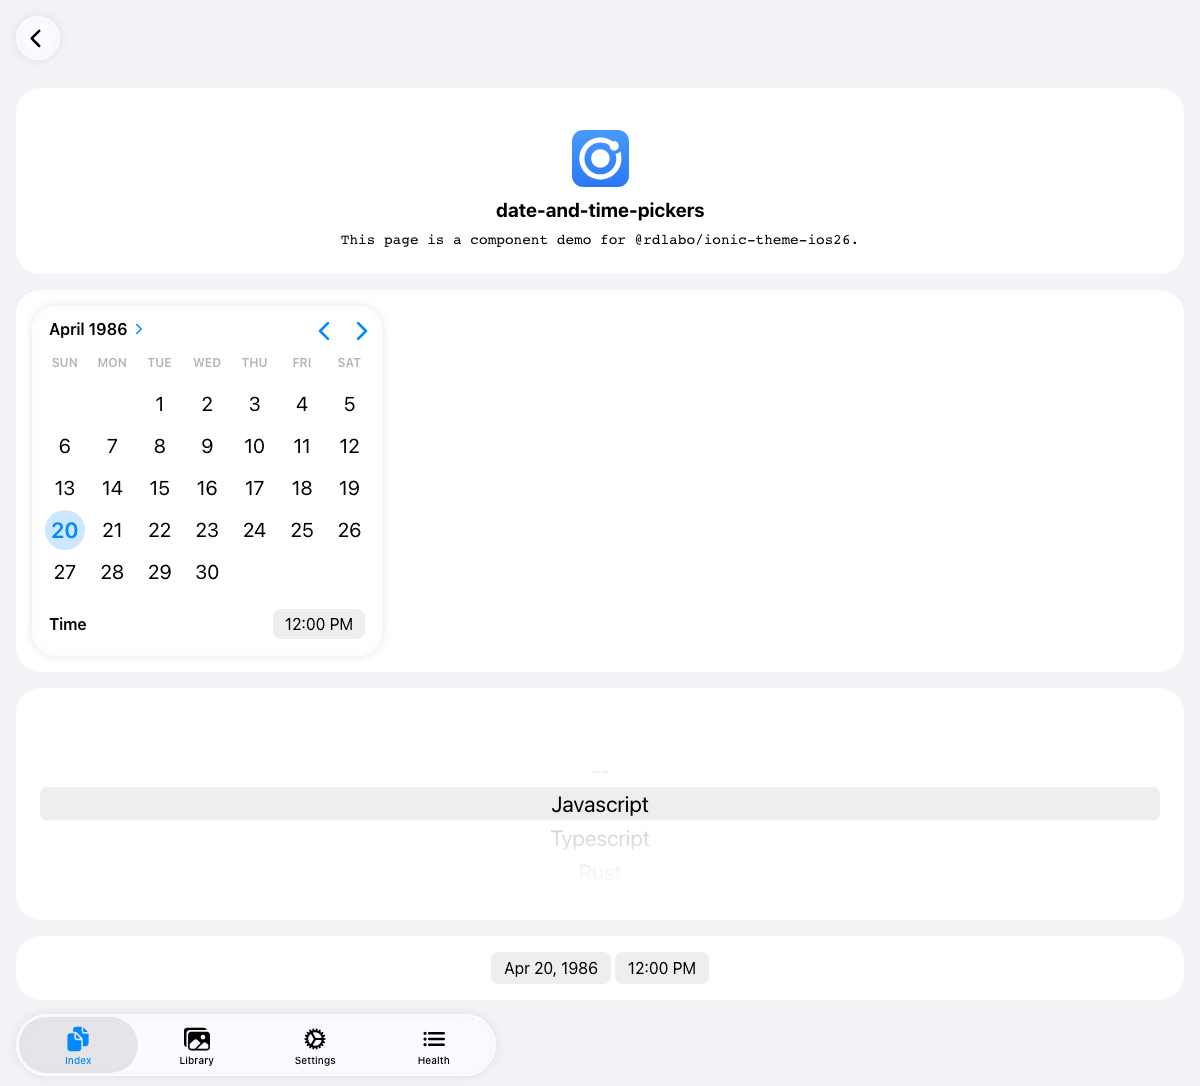 date-and-time-pickers
This page is a component demo for @rdlabo/ionic-theme-ios26.
April 1986
SUN MON TUE WED THU FRI SAT
1 2 3 4 5
6 7 8 9 10 11 12
13 14 15 16 17 18 19
20 21 22 23 24 25 26
27 28 29 30
Time 12:00 PM
--
Javascript
Typescript
Rust
Apr 20, 1986 12:00 PM
Index Library Settings Health